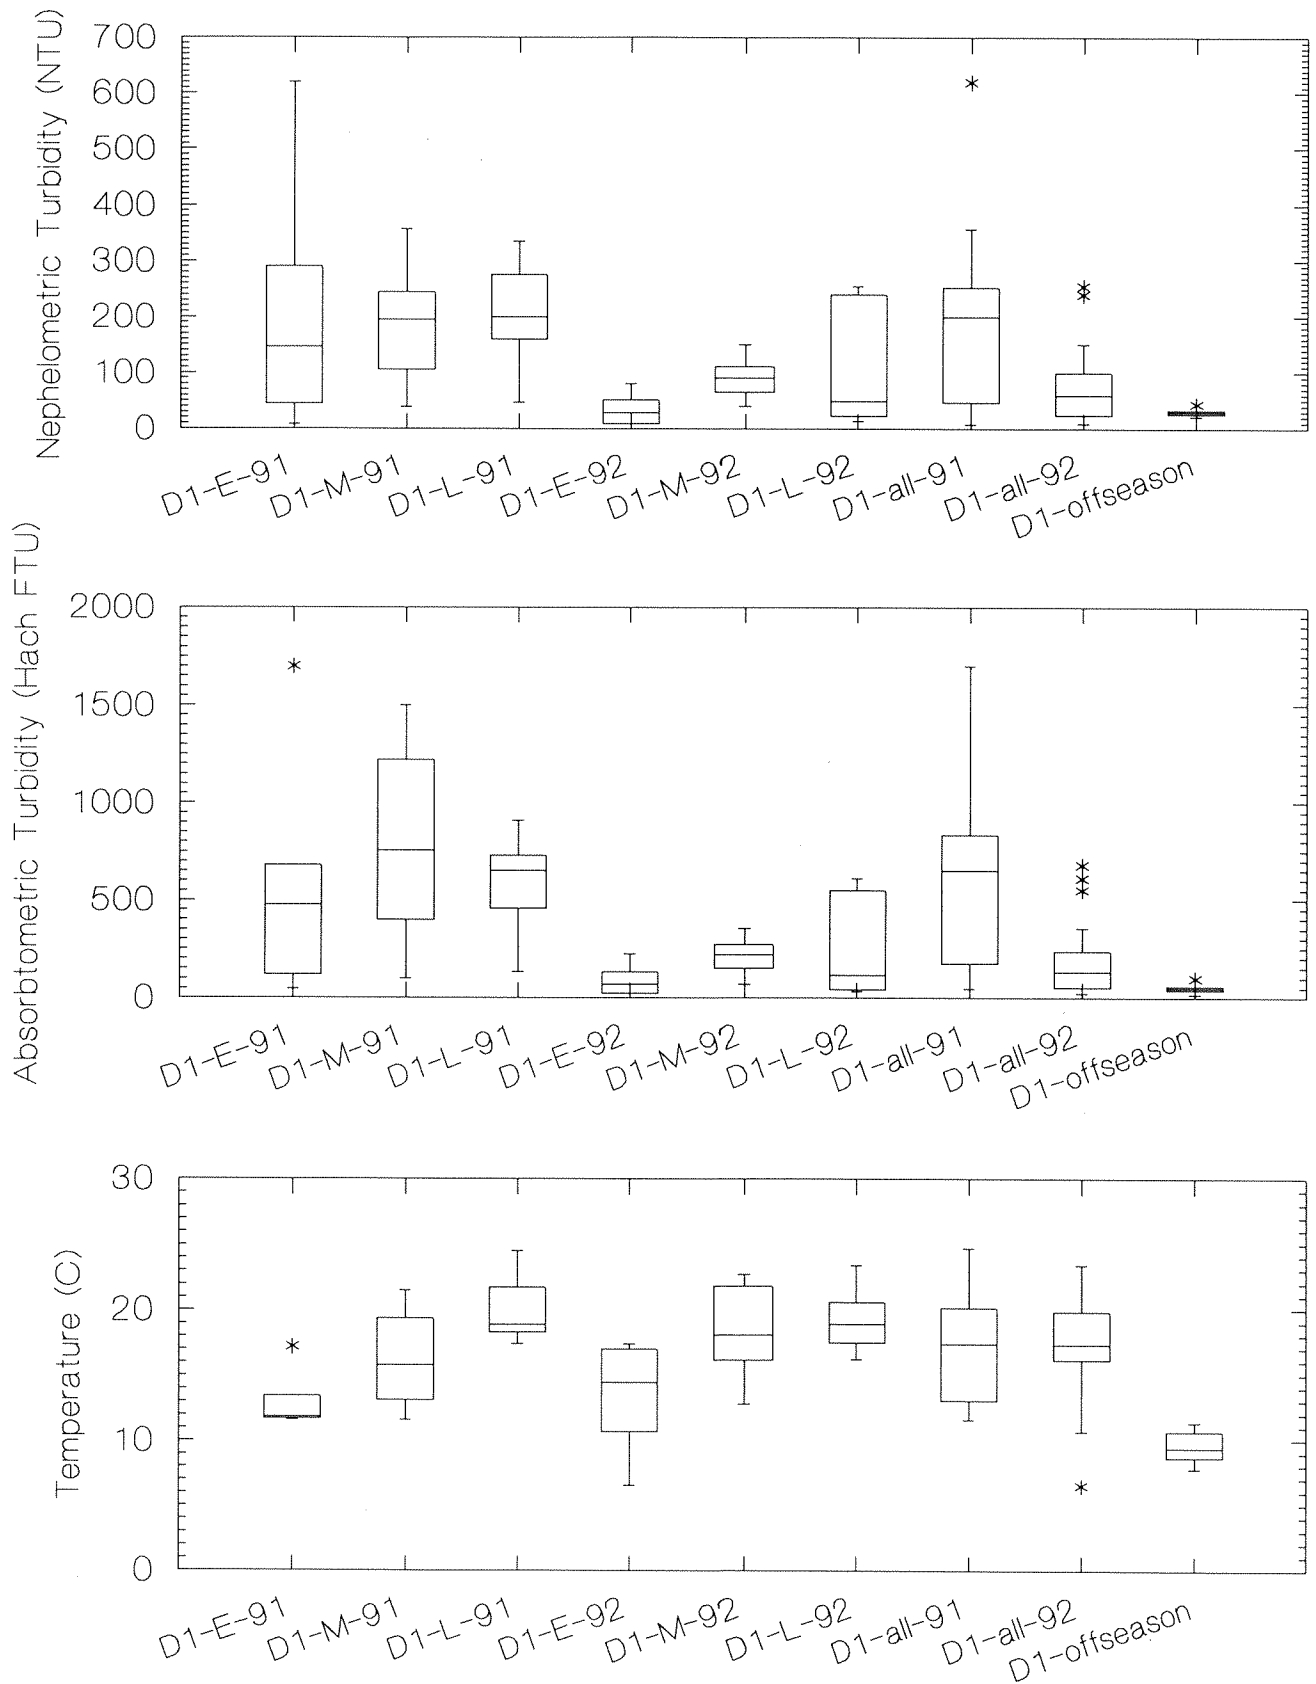 Nephelometric Turbidity (NTU)
700
600
500
400
300
200
100
0
D1-E-91
D1-M-91
D1-L-91
D1-E-92
D1-M-92
D1-L-92
D1-all-91
D1-all-92
D1-offseason
Absorbtometric Turbidity (Hach FTU)
2000
1500
1000
500
0
D1-E-91
D1-M-91
D1-L-91
D1-E-92
D1-M-92
D1-L-92
D1-all-91
D1-all-92
D1-offseason
Temperature (C)
30
20
10
0
D1-E-91
D1-M-91
D1-L-91
D1-E-92
D1-M-92
D1-L-92
D1-all-91
D1-all-92
D1-offseason